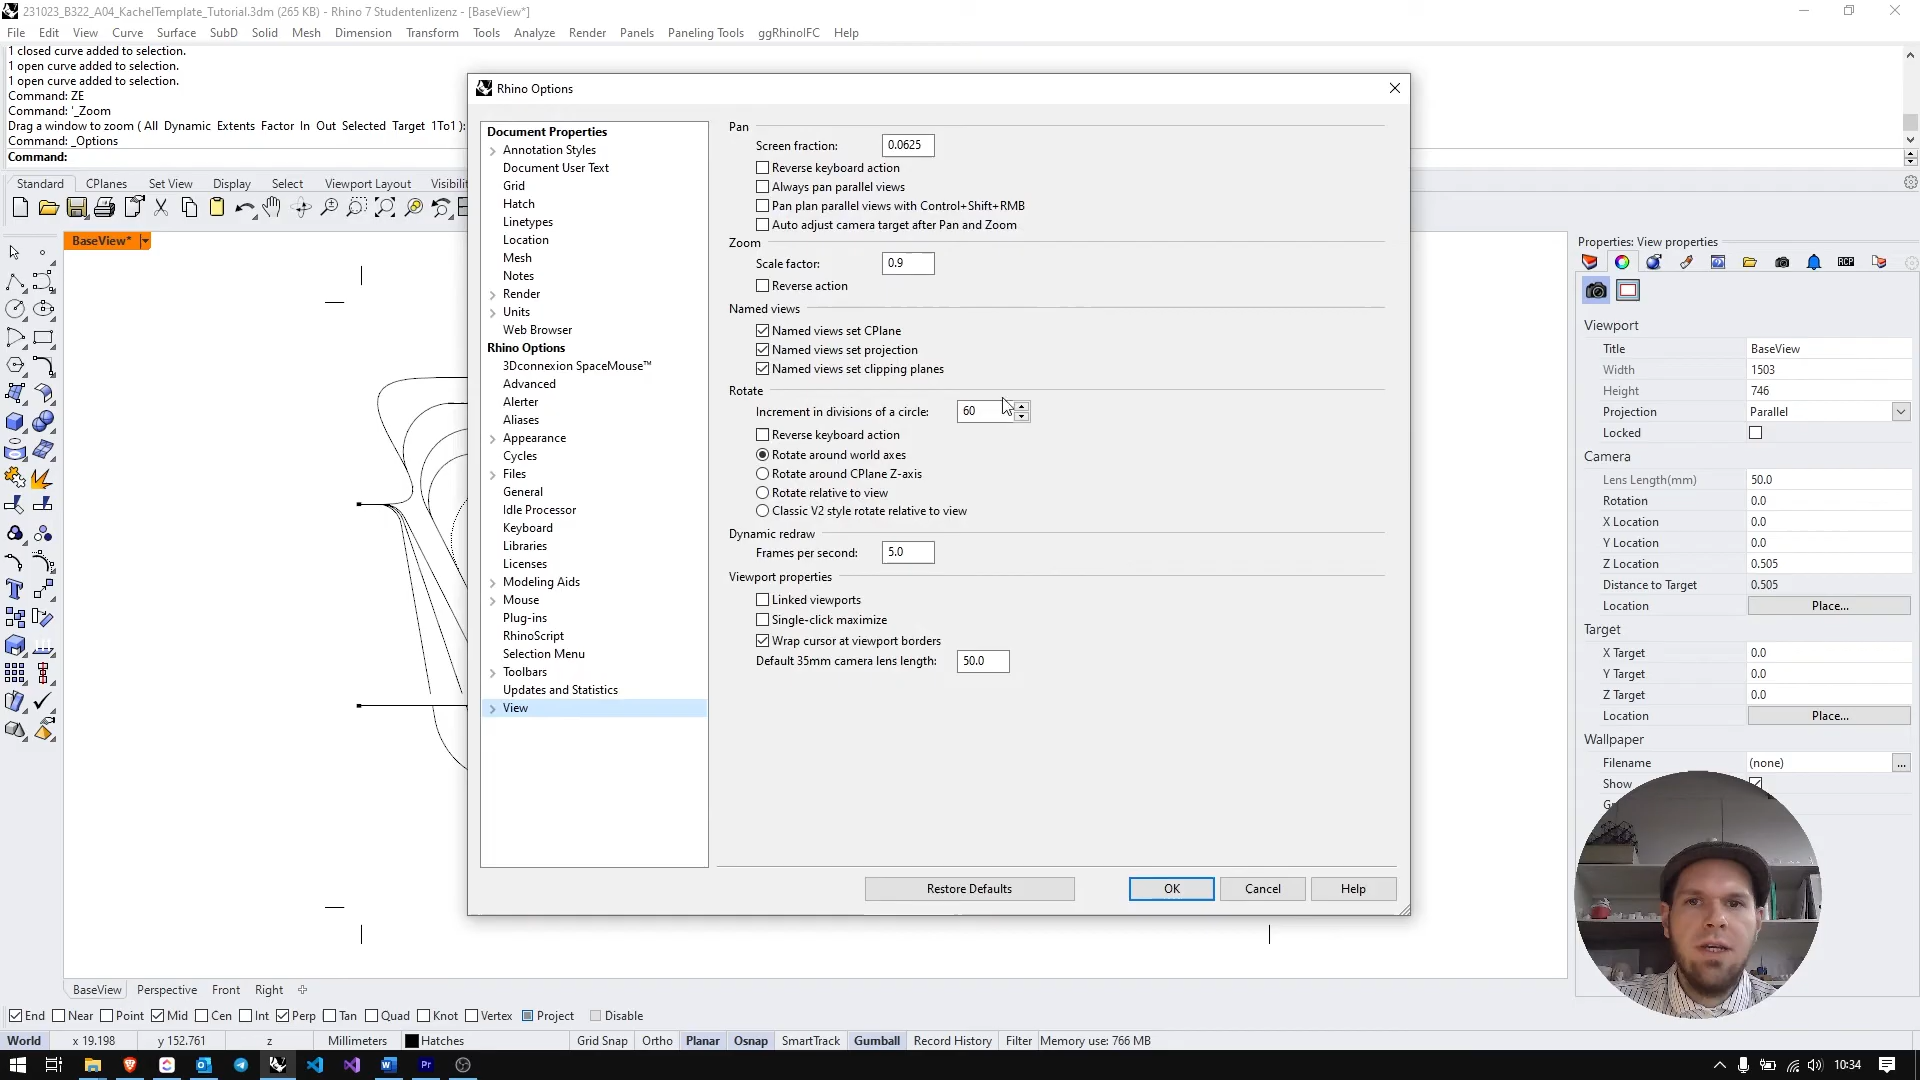 231023_B322_A04_KachelTemplate_Tutorial.3dm (265 KB) - Rhino 7 Studentenlizenz - [BaseView*]
File Edit View Curve Surface SubD Solid Mesh Dimension Transform Tools Analyze Render Panels Paneling Tools ggRhinoIFC Help
1 closed curve added to selection.
1 open curve added to selection.
1 open curve added to selection.
Command: ZE
Command: '_Zoom
Drag a window to zoom ( All Dynamic Extents Factor In Out Selected Target 1To1 ):
Command: _Options
Command:
Standard CPlanes Set View Display Select Viewport Layout
BaseView*
Rhino Options
Document Properties
Annotation Styles
Document User Text
Grid
Hatch
Linetypes
Location
Mesh
Notes
Render
Units
Web Browser
Rhino Options
3Dconnexion SpaceMouse™
Advanced
Alerter
Aliases
Appearance
Cycles
Files
General
Idle Processor
Keyboard
Libraries
Licenses
Modeling Aids
Mouse
Plug-ins
RhinoScript
Selection Menu
Toolbars
Updates and Statistics
View
Pan
Screen fraction: 0.0625
Reverse keyboard action
Always pan parallel views
Pan plan parallel views with Control+Shift+RMB
Auto adjust camera target after Pan and Zoom
Zoom
Scale factor: 0.9
Reverse action
Named views
Named views set CPlane
Named views set projection
Named views set clipping planes
Rotate
Increment in divisions of a circle: 60
Reverse keyboard action
Rotate around world axes
Rotate around CPlane Z-axis
Rotate relative to view
Classic V2 style rotate relative to view
Dynamic redraw
Frames per second: 5.0
Viewport properties
Linked viewports
Single-click maximize
Wrap cursor at viewport borders
Default 35mm camera lens length: 50.0
Restore Defaults OK Cancel Help
Properties: View properties
RCP
Viewport
Title BaseView
Width 1503
Height 746
Projection Parallel
Locked
Camera
Lens Length(mm) 50.0
Rotation 0.0
X Location 0.0
Y Location 0.0
Z Location 0.505
Distance to Target 0.505
Location Place...
Target
X Target 0.0
Y Target 0.0
Z Target 0.0
Location Place...
Wallpaper
Filename (none) ...
Show
BaseView Perspective Front Right
End Near Point Mid Cen Int Perp Tan Quad Knot Vertex Project Disable
World x 19.198 y 152.761 z Millimeters Hatches Grid Snap Ortho Planar Osnap SmartTrack Gumball Record History Filter Memory use: 766 MB
Pr 10:34